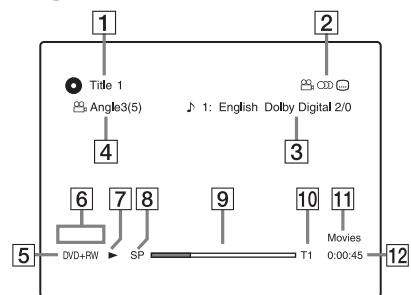 1
2
Title 1
Angle3(5)
♪ 1: English Dolby Digital 2/0
4
3
6
7
8
9
10
11
Movies
5
DVD+RW
►
SP
T1
0:00:45
12